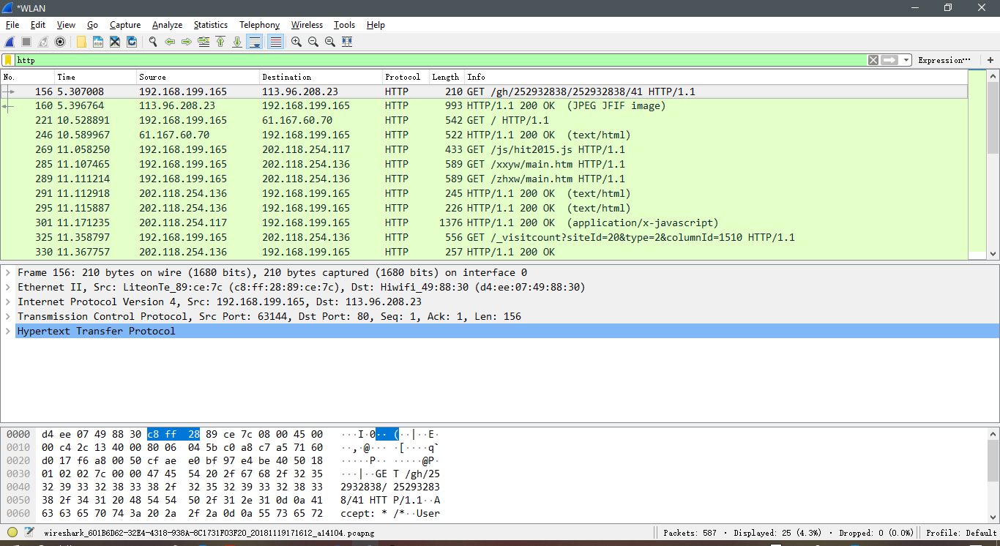 *WLAN
File Edit View Go Capture Analyze Statistics Telephony Wireless Tools Help
http Expression… +
No. Time Source Destination Protocol Length Info
156 5.307008 192.168.199.165 113.96.208.23 HTTP 210 GET /gh/252932838/252932838/41 HTTP/1.1
160 5.396764 113.96.208.23 192.168.199.165 HTTP 993 HTTP/1.1 200 OK (JPEG JFIF image)
221 10.528891 192.168.199.165 61.167.60.70 HTTP 542 GET / HTTP/1.1
246 10.589967 61.167.60.70 192.168.199.165 HTTP 522 HTTP/1.1 200 OK (text/html)
269 11.058250 192.168.199.165 202.118.254.117 HTTP 433 GET /js/hit2015.js HTTP/1.1
285 11.107465 192.168.199.165 202.118.254.136 HTTP 589 GET /xxyw/main.htm HTTP/1.1
289 11.111214 192.168.199.165 202.118.254.136 HTTP 589 GET /zhxw/main.htm HTTP/1.1
291 11.112918 202.118.254.136 192.168.199.165 HTTP 245 HTTP/1.1 200 OK (text/html)
295 11.115887 202.118.254.136 192.168.199.165 HTTP 226 HTTP/1.1 200 OK (text/html)
301 11.171235 202.118.254.117 192.168.199.165 HTTP 1376 HTTP/1.1 200 OK (application/x-javascript)
325 11.358797 192.168.199.165 202.118.254.136 HTTP 556 GET /_visitcount?siteId=20&type=2&columnId=1510 HTTP/1.1
330 11.367757 202.118.254.136 192.168.199.165 HTTP 257 HTTP/1.1 200 OK
Frame 156: 210 bytes on wire (1680 bits), 210 bytes captured (1680 bits) on interface 0
Ethernet II, Src: LiteonTe_89:ce:7c (c8:ff:28:89:ce:7c), Dst: Hiwifi_49:88:30 (d4:ee:07:49:88:30)
Internet Protocol Version 4, Src: 192.168.199.165, Dst: 113.96.208.23
Transmission Control Protocol, Src Port: 63144, Dst Port: 80, Seq: 1, Ack: 1, Len: 156
Hypertext Transfer Protocol
0000 d4 ee 07 49 88 30 c8 ff 28 89 ce 7c 08 00 45 00 ···I·0·· (··|··E·
0010 00 c4 2c 13 40 00 80 06 04 5b c0 a8 c7 a5 71 60 ··,·@··· ·[····q`
0020 d0 17 f6 a8 00 50 cf ae e0 bf 97 e4 be 40 50 18 ·····P·· ·····@P·
0030 01 02 02 7c 00 00 47 45 54 20 2f 67 68 2f 32 35 ···|··GE T /gh/25
0040 32 39 33 32 38 33 38 2f 32 35 32 39 33 32 38 33 2932838/ 25293283
0050 38 2f 34 31 20 48 54 54 50 2f 31 2e 31 0d 0a 41 8/41 HTT P/1.1··A
0060 63 63 65 70 74 3a 20 2a 2f 2a 0d 0a 55 73 65 72 ccept: * /*··User
wireshark_601B6D62-32E4-4318-938A-8C1731F03F20_20181119171612_a14104.pcapng Packets: 587 · Displayed: 25 (4.3%) · Dropped: 0 (0.0%) Profile: Default